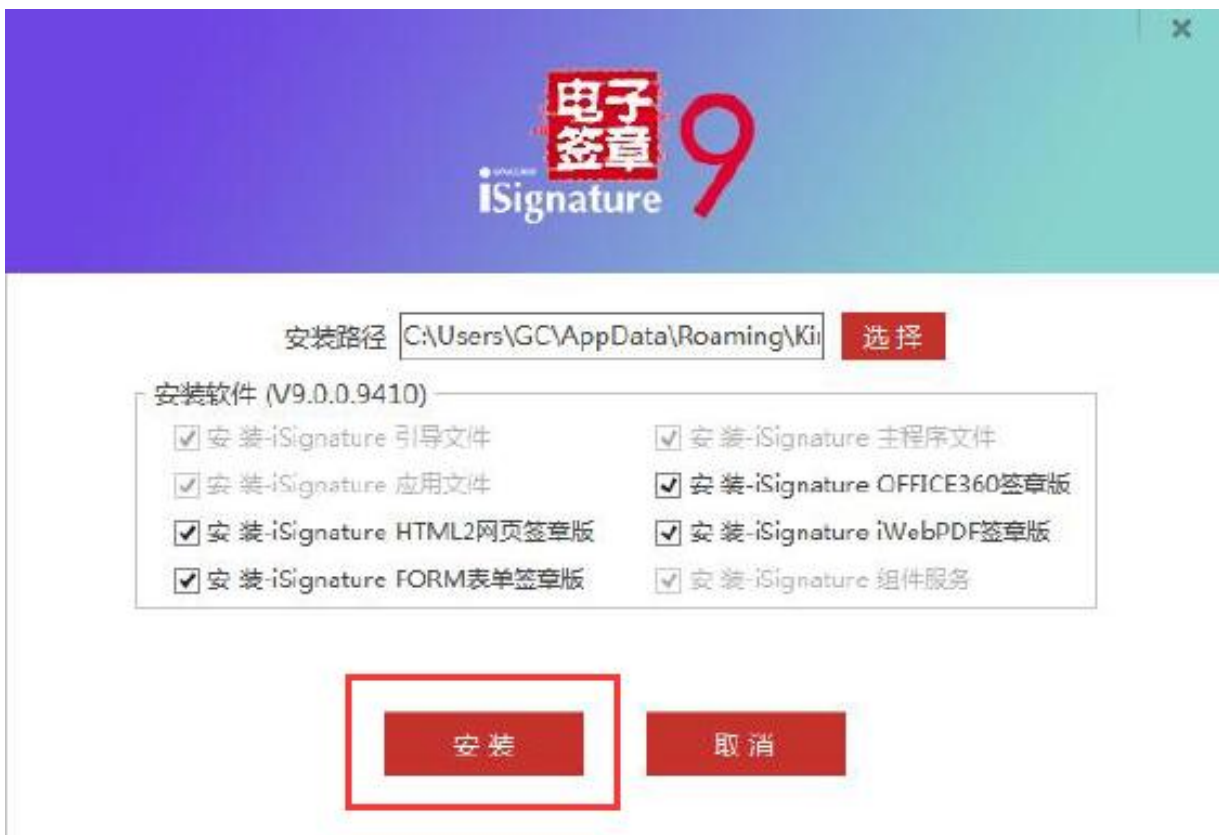 电子
签章
9
iSignature
安装路径 C:\Users\GC\AppData\Roaming\Ki 选择
安装软件 (V9.0.0.9410)
安 装-iSignature 引导文件 安 装-iSignature 主程序文件
安 装-iSignature 应用文件 安 装-iSignature OFFICE360签章版
安 装-iSignature HTML2网页签章版 安 装-iSignature iWebPDF签章版
安 装-iSignature FORM表单签章版 安 装-iSignature 组件服务
安 装 取 消